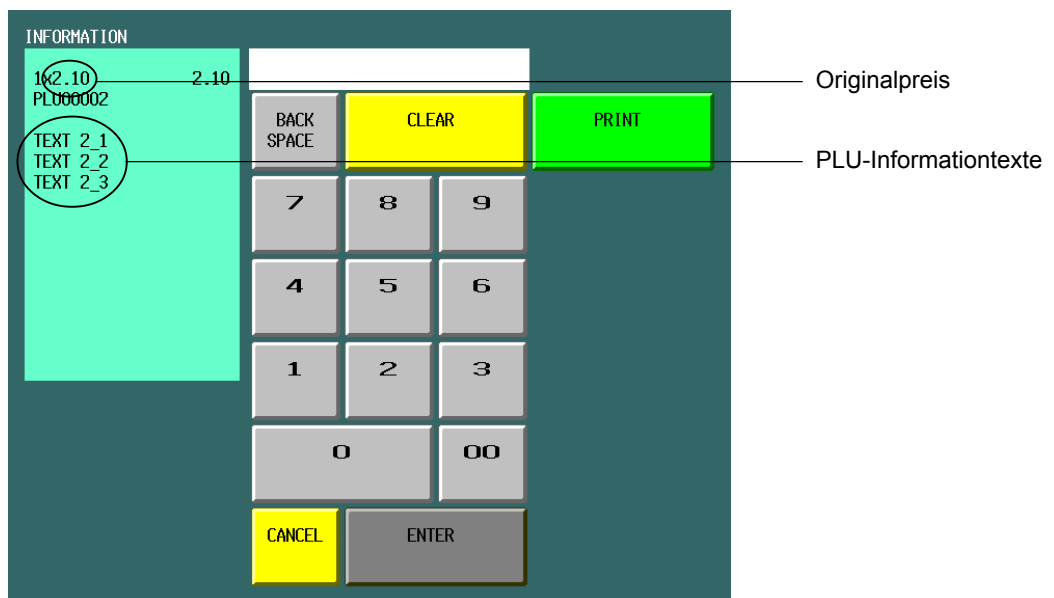 INFORMATION
1x2.10 2.10
PLU00002
TEXT 2_1
TEXT 2_2
TEXT 2_3
BACK SPACE
CLEAR
PRINT
7 8 9
4 5 6
1 2 3
0 00
CANCEL
ENTER
Originalpreis
PLU-Informationtexte